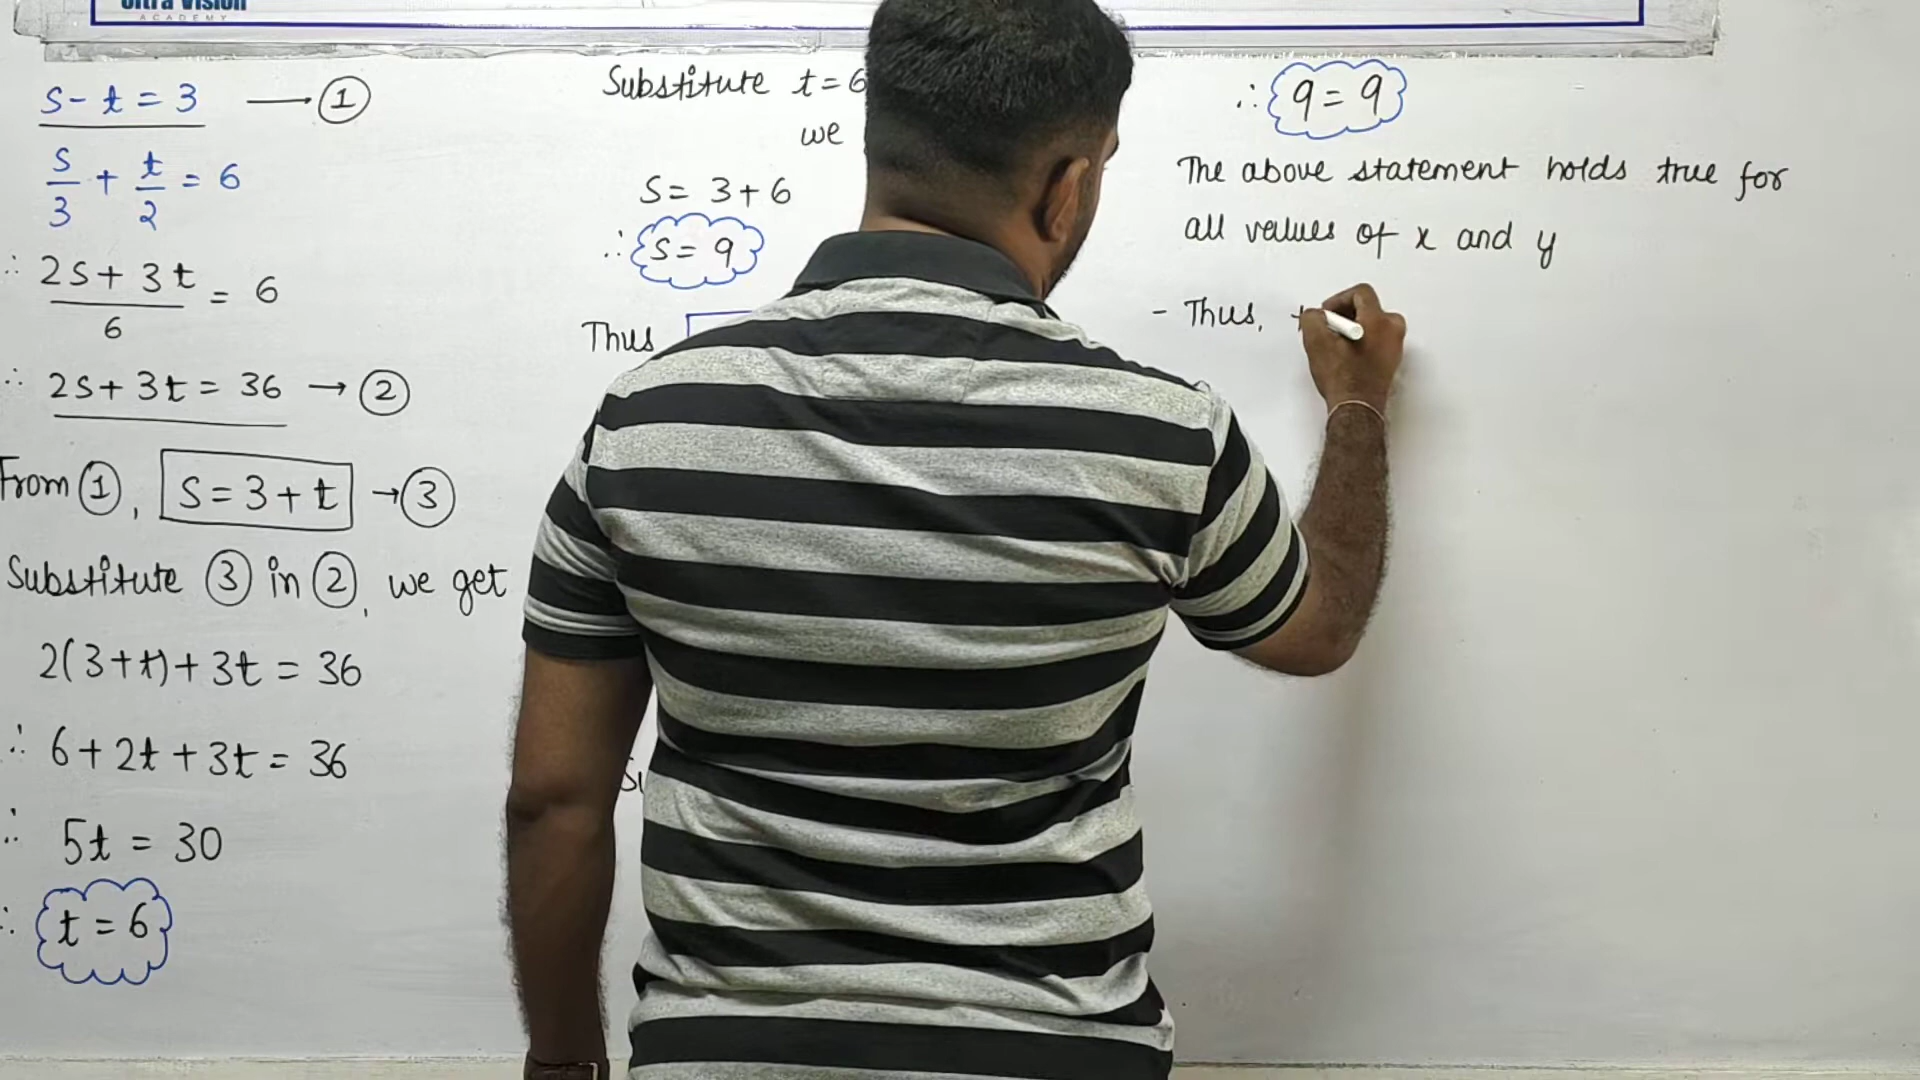 Ultra Vision
ACADEMY
s - t = 3 → ①
s/3 + t/2 = 6
∴ (2s + 3t)/6 = 6
∴ 2s + 3t = 36 → ②
From ①, s = 3 + t → ③
Substitute ③ in ②, we get
2(3+t) + 3t = 36
∴ 6 + 2t + 3t = 36
∴ 5t = 30
∴ t = 6
Substitute t = 6
we
s = 3 + 6
∴ s = 9
Thus
∴ 9 = 9
The above statement holds true for
all values of x and y
- Thus,